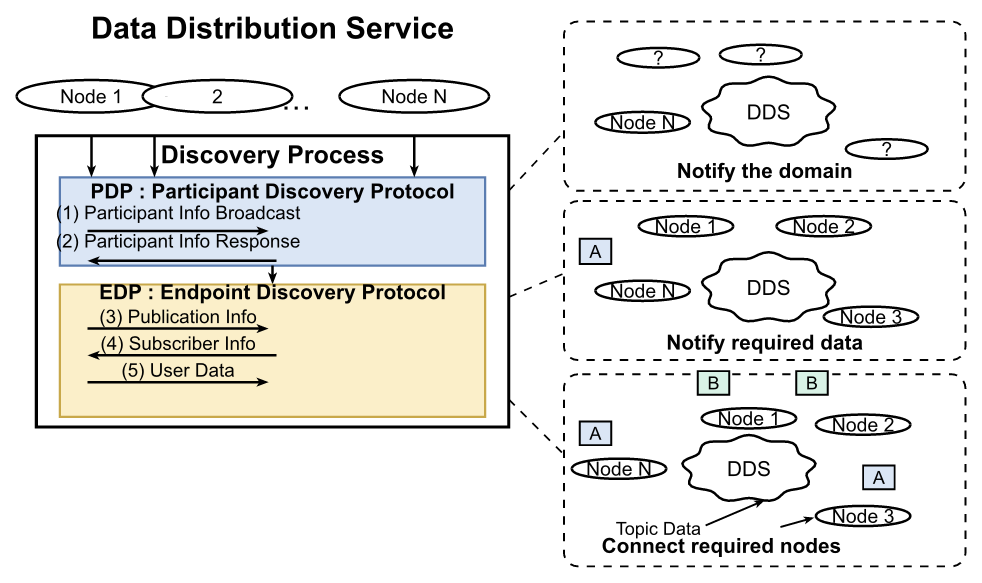 Data Distribution Service
Node 1
2
...
Node N
Discovery Process
PDP : Participant Discovery Protocol
(1) Participant Info Broadcast
(2) Participant Info Response
EDP : Endpoint Discovery Protocol
(3) Publication Info
(4) Subscriber Info
(5) User Data
?
?
Node N
DDS
?
Notify the domain
Node 1
Node 2
A
Node N
DDS
Node 3
Notify required data
B
B
Node 1
Node 2
A
Node N
DDS
A
Node 3
Topic Data
Connect required nodes